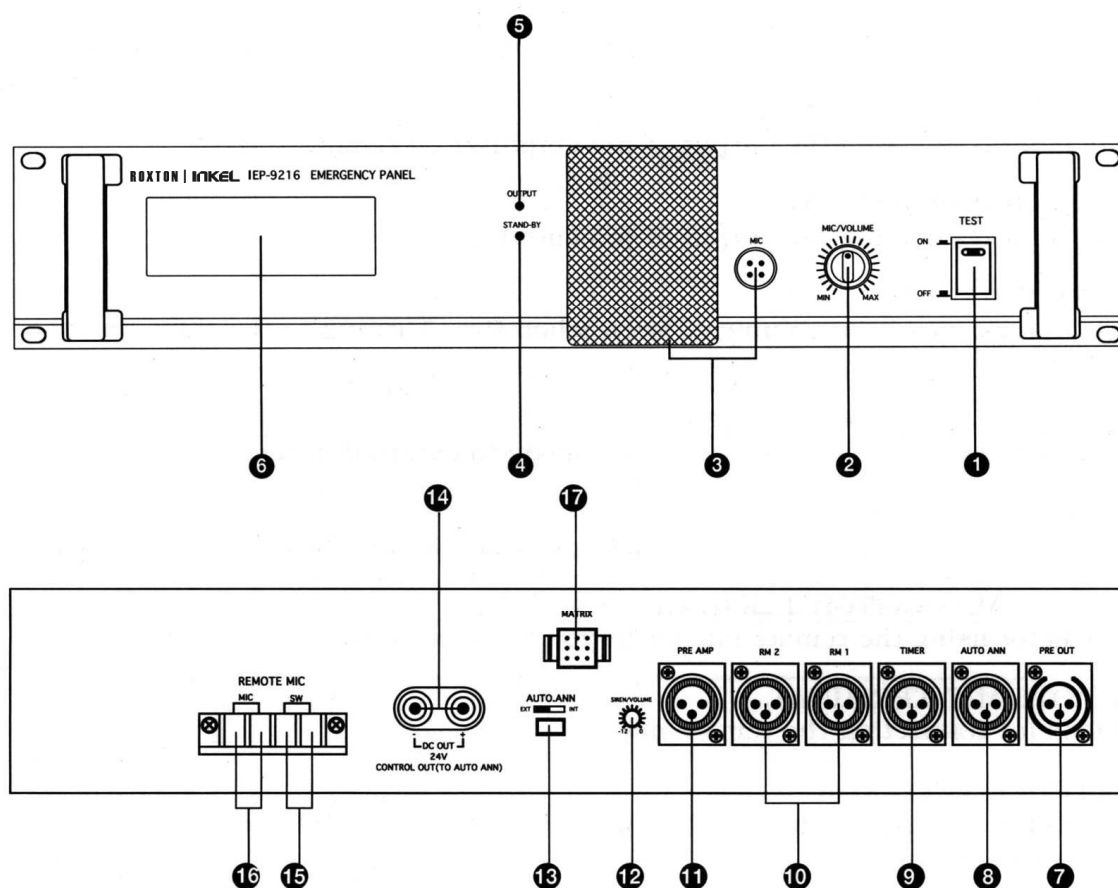 5
ROXTON | INKEL IEP-9216 EMERGENCY PANEL
OUTPUT
STAND-BY
MIC
MIC/VOLUME
MIN MAX
TEST
ON
OFF
6 4 3 2 1
14 17
REMOTE MIC
MIC SW
- DC OUT +
24V
CONTROL OUT(TO AUTO ANN)
MATRIX
AUTO.ANN
EXT INT
SIREN/VOLUME
-12 0
PRE AMP RM 2 RM 1 TIMER AUTO ANN PRE OUT
16 15 13 12 11 10 9 8 7